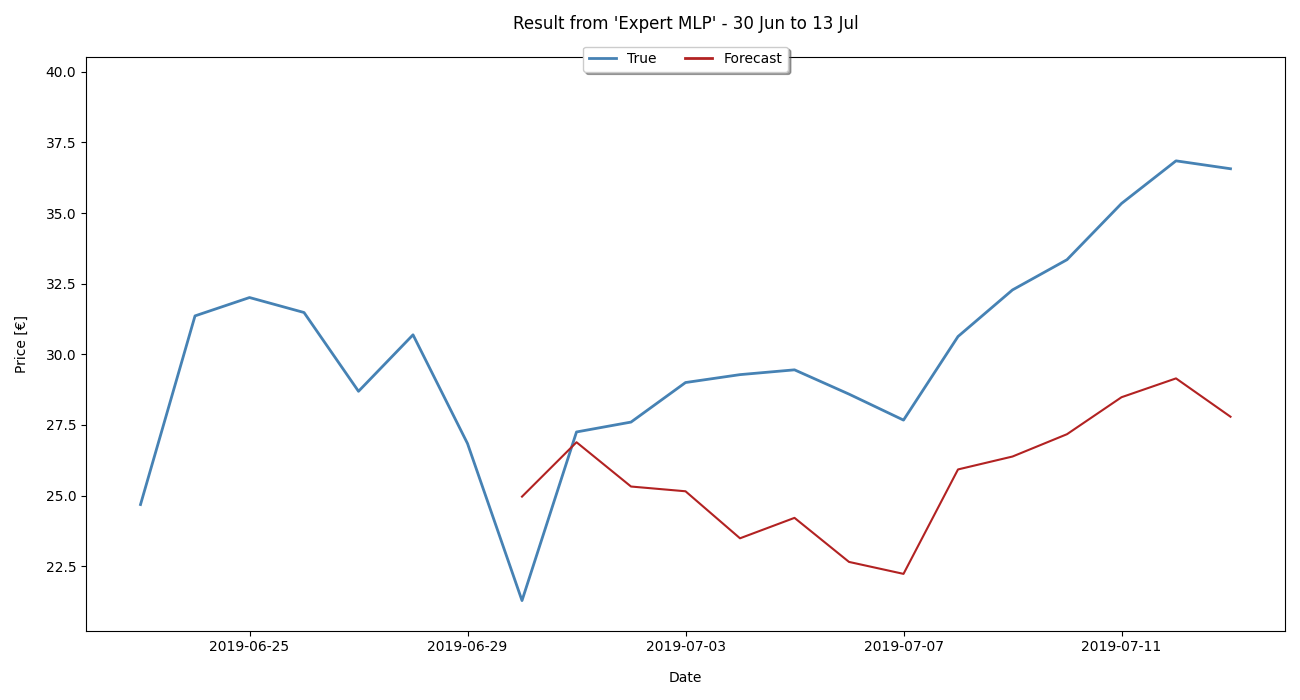 Result from 'Expert MLP' - 30 Jun to 13 Jul
True Forecast
40.0
37.5
35.0
32.5
30.0
27.5
25.0
22.5
Price [€]
2019-06-25 2019-06-29 2019-07-03 2019-07-07 2019-07-11
Date